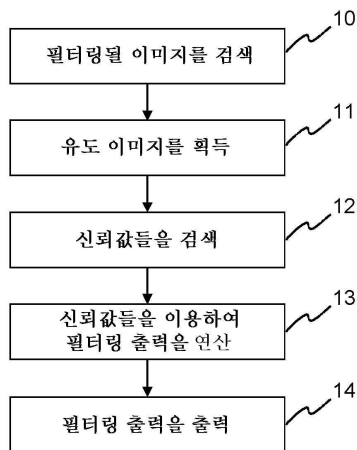 10
필터링될 이미지를 검색
11
유도 이미지를 획득
12
신뢰값들을 검색
13
신뢰값들을 이용하여
필터링 출력을 연산
14
필터링 출력을 출력